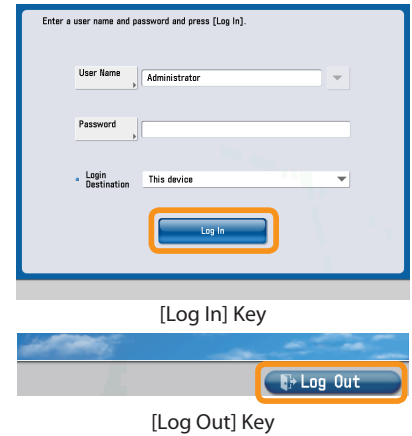 Enter a user name and password and press [Log In].
User Name
Administrator
Password
Login
Destination
This device
Log In
[Log In] Key
Log Out
[Log Out] Key